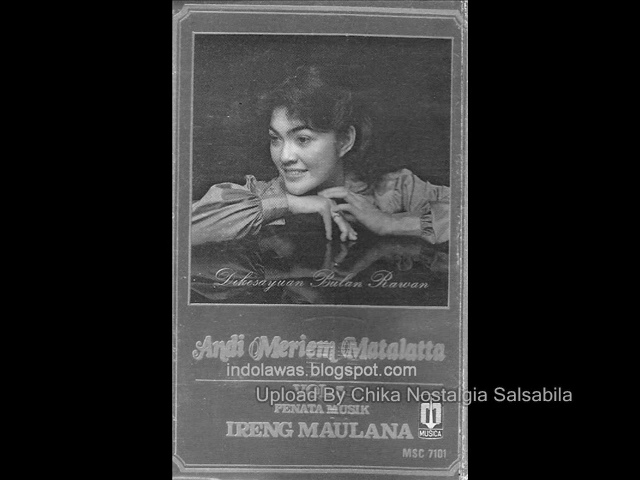 Dikesayuan Bulan Rawan
Andi Meriem Matalatta
indolawas.blogspot.com
VOL.
Upload By Chika Nostalgia Salsabila
PENATA MUSIK
IRENG MAULANA
MUSICA
MSC 7101